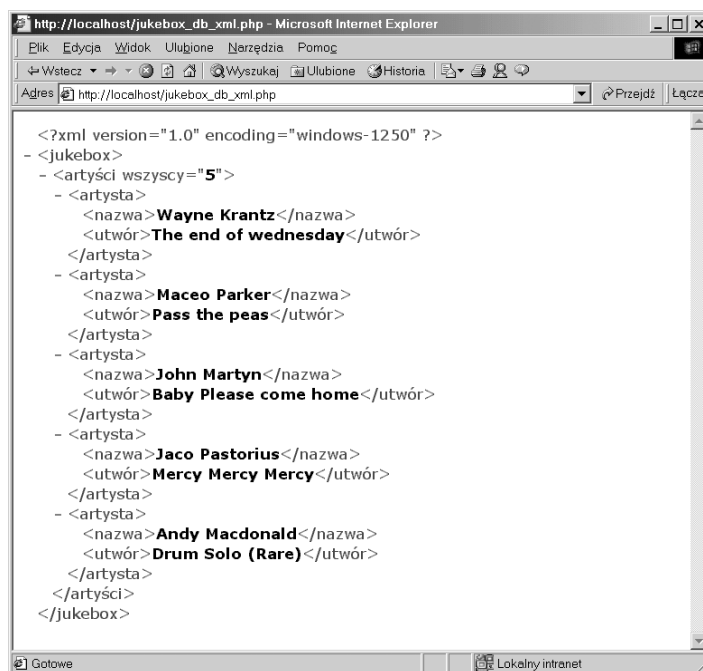 http://localhost/jukebox_db_xml.php - Microsoft Internet Explorer
Plik Edycja Widok Ulubione Narzędzia Pomoc
Wstecz Wyszukaj Ulubione Historia
Adres http://localhost/jukebox_db_xml.php Przejdź Łącze
<?xml version="1.0" encoding="windows-1250" ?>
- <jukebox>
- <artyści wszyscy="5">
- <artysta>
<nazwa>Wayne Krantz</nazwa>
<utwór>The end of wednesday</utwór>
</artysta>
- <artysta>
<nazwa>Maceo Parker</nazwa>
<utwór>Pass the peas</utwór>
</artysta>
- <artysta>
<nazwa>John Martyn</nazwa>
<utwór>Baby Please come home</utwór>
</artysta>
- <artysta>
<nazwa>Jaco Pastorius</nazwa>
<utwór>Mercy Mercy Mercy</utwór>
</artysta>
- <artysta>
<nazwa>Andy Macdonald</nazwa>
<utwór>Drum Solo (Rare)</utwór>
</artysta>
</artyści>
</jukebox>
Gotowe Lokalny intranet